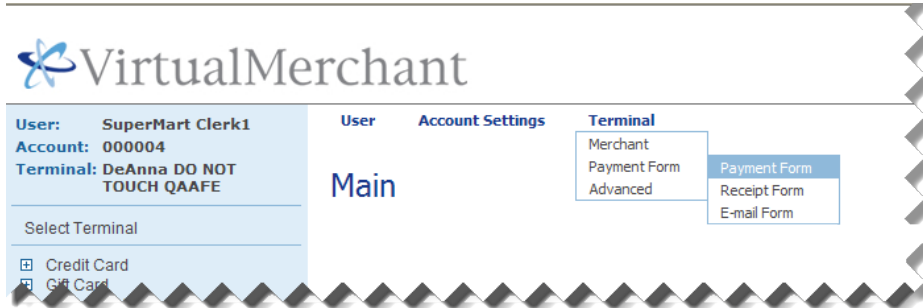 VirtualMerchant
User: SuperMart Clerk1
Account: 000004
Terminal: DeAnna DO NOT
TOUCH QAAFE
Select Terminal
Credit Card
Gift Card
User Account Settings Terminal
Main
Merchant
Payment Form
Advanced
Payment Form
Receipt Form
E-mail Form